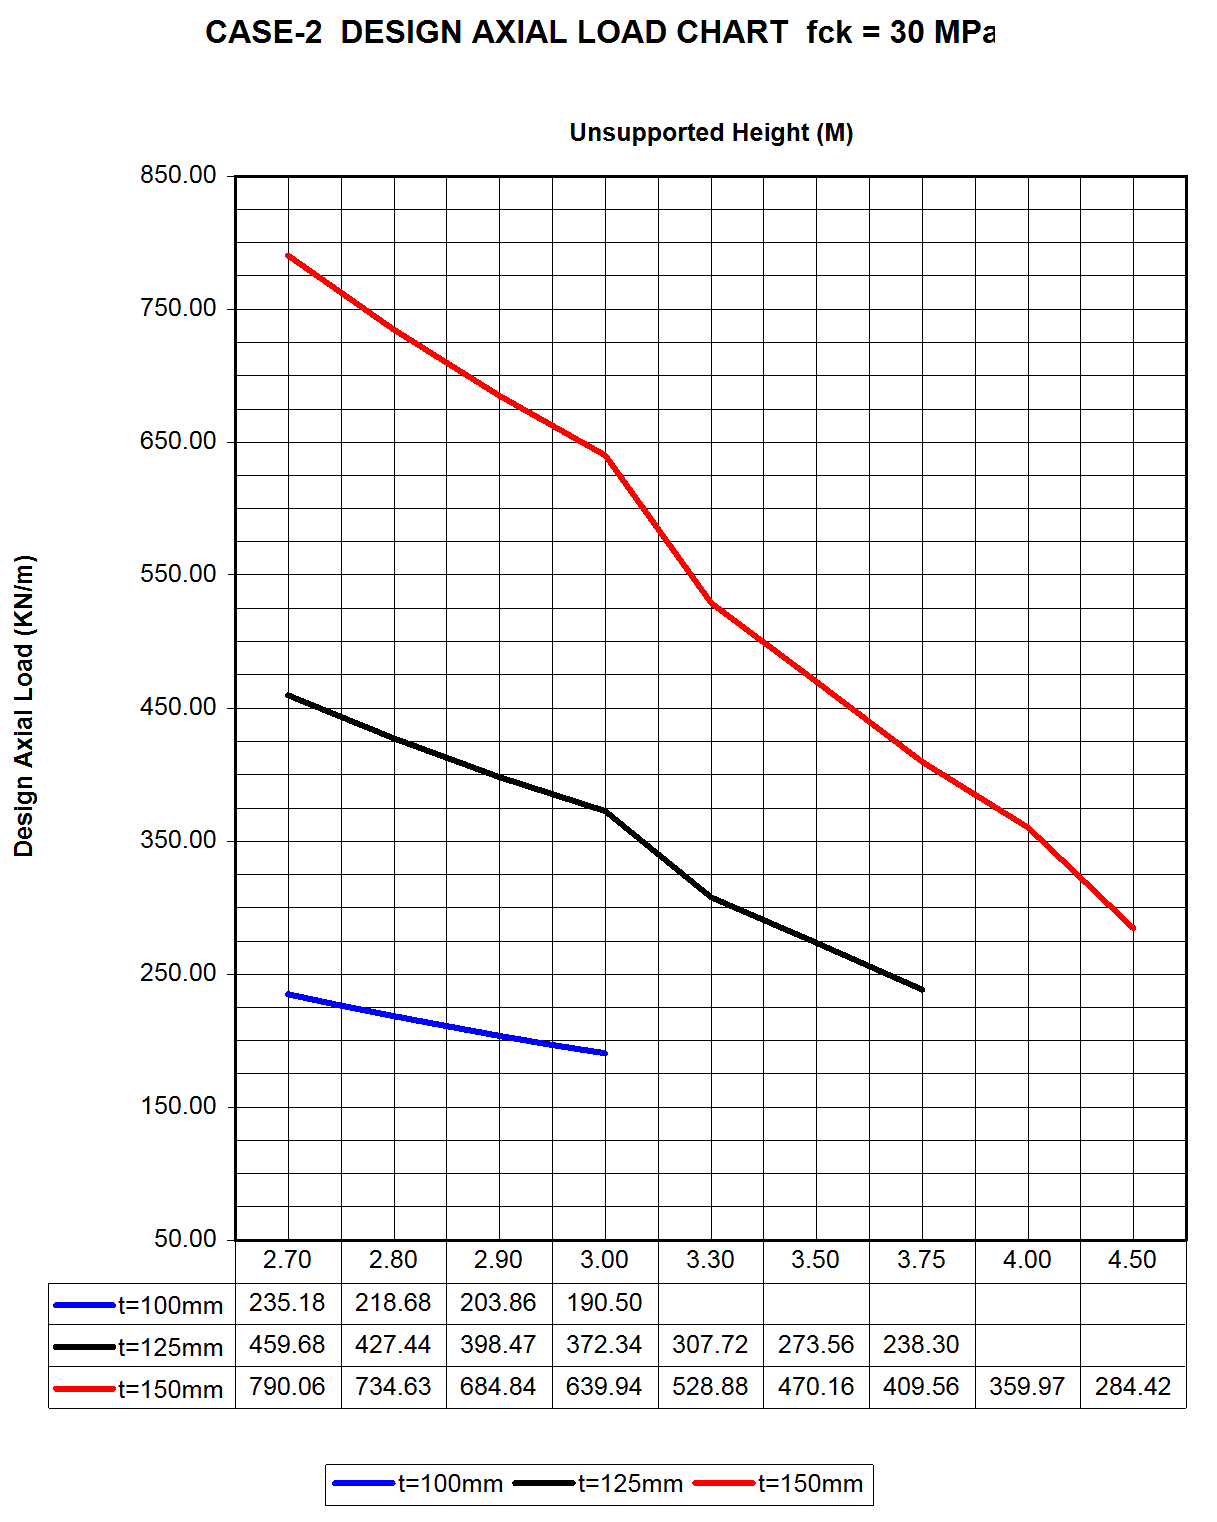 CASE-2 DESIGN AXIAL LOAD CHART fck = 30 MPa
Unsupported Height (M)
850.00
750.00
650.00
550.00
450.00
350.00
250.00
150.00
50.00
Design Axial Load (KN/m)
2.70 2.80 2.90 3.00 3.30 3.50 3.75 4.00 4.50
t=100mm 235.18 218.68 203.86 190.50
t=125mm 459.68 427.44 398.47 372.34 307.72 273.56 238.30
t=150mm 790.06 734.63 684.84 639.94 528.88 470.16 409.56 359.97 284.42
t=100mm t=125mm t=150mm